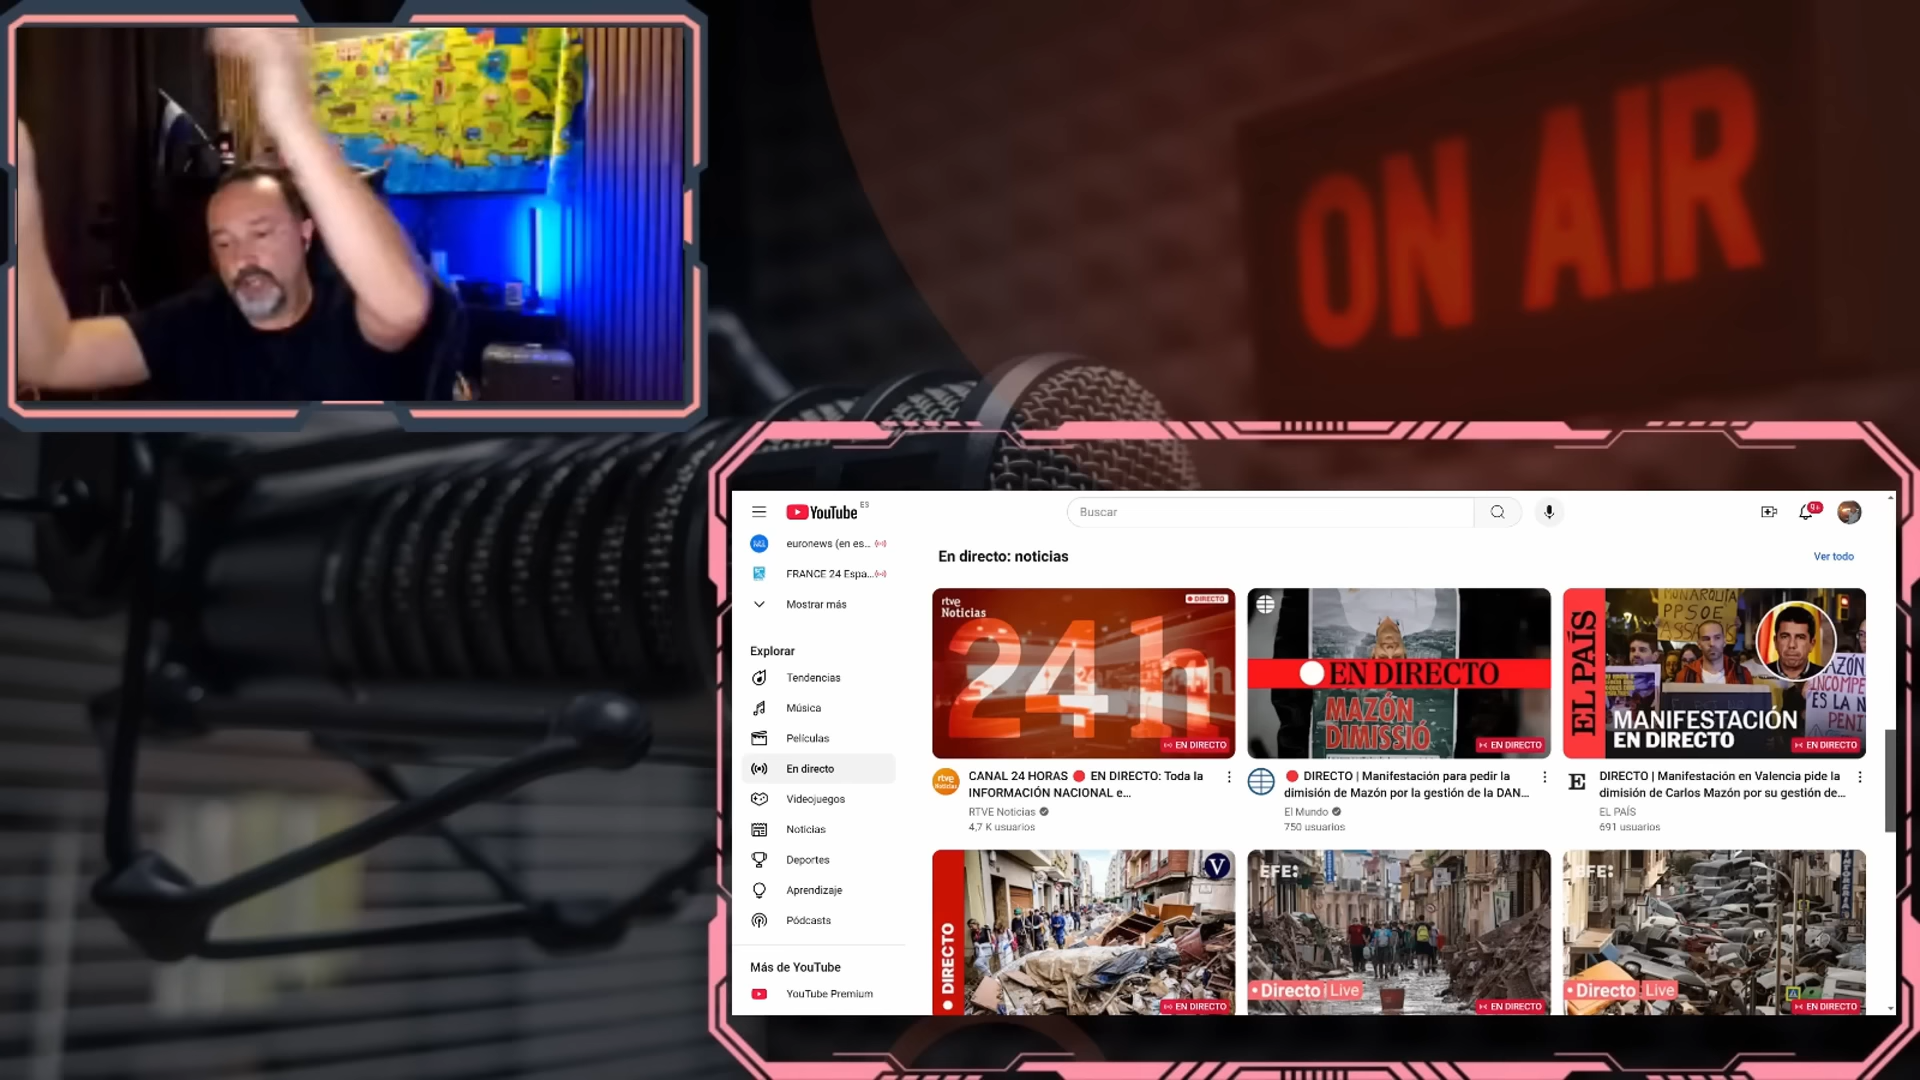 ON AIR
YouTube ES
Buscar
9+
euronews (en es...
FRANCE 24 Espa...
Mostrar más
Explorar
Tendencias
Música
Películas
En directo
Videojuegos
Noticias
Deportes
Aprendizaje
Pódcasts
Más de YouTube
YouTube Premium
En directo: noticias
Ver todo
rtve
Noticias
DIRECTO
24h
EN DIRECTO
EN DIRECTO
MAZÓN
DIMISSIÓ
EN DIRECTO
EL PAÍS
MONARQUIA
PPSOE
MANIFESTACIÓN
EN DIRECTO
EN DIRECTO
rtve
Noticias
CANAL 24 HORAS 🔴 EN DIRECTO: Toda la
INFORMACIÓN NACIONAL e...
RTVE Noticias
4,7 K usuarios
🔴 DIRECTO | Manifestación para pedir la
dimisión de Mazón por la gestión de la DAN...
El Mundo
750 usuarios
E
DIRECTO | Manifestación en Valencia pide la
dimisión de Carlos Mazón por su gestión de...
EL PAÍS
691 usuarios
DIRECTO
V
EN DIRECTO
EFE:
Directo | Live
EN DIRECTO
EFE:
Directo | Live
EN DIRECTO